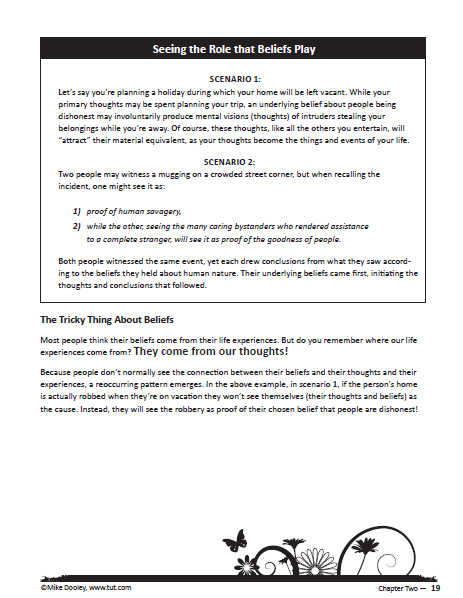 Seeing the Role that Beliefs Play
SCENARIO 1:
Let's say you're planning a holiday during which your home will be left vacant. While your
primary thoughts may be spent planning your trip, an underlying belief about people being
dishonest may involuntarily produce mental visions (thoughts) of intruders stealing your
belongings while you're away. Of course, these thoughts, like all the others you entertain, will
"attract" their material equivalent, as your thoughts become the things and events of your life.
SCENARIO 2:
Two people may witness a mugging on a crowded street corner, but when recalling the
incident, one might see it as:
1) proof of human savagery,
2) while the other, seeing the many caring bystanders who rendered assistance
to a complete stranger, will see it as proof of the goodness of people.
Both people witnessed the same event, yet each drew conclusions from what they saw accord-
ing to the beliefs they held about human nature. Their underlying beliefs came first, initiating the
thoughts and conclusions that followed.
The Tricky Thing About Beliefs
Most people think their beliefs come from their life experiences. But do you remember where our life
experiences come from? They come from our thoughts!
Because people don't normally see the connection between their beliefs and their thoughts and their
experiences, a reoccurring pattern emerges. In the above example, in scenario 1, if the person's home
is actually robbed when they're on vacation they won't see themselves (their thoughts and beliefs) as
the cause. Instead, they will see the robbery as proof of their chosen belief that people are dishonest!
©Mike Dooley, www.tut.com
Chapter Two — 19